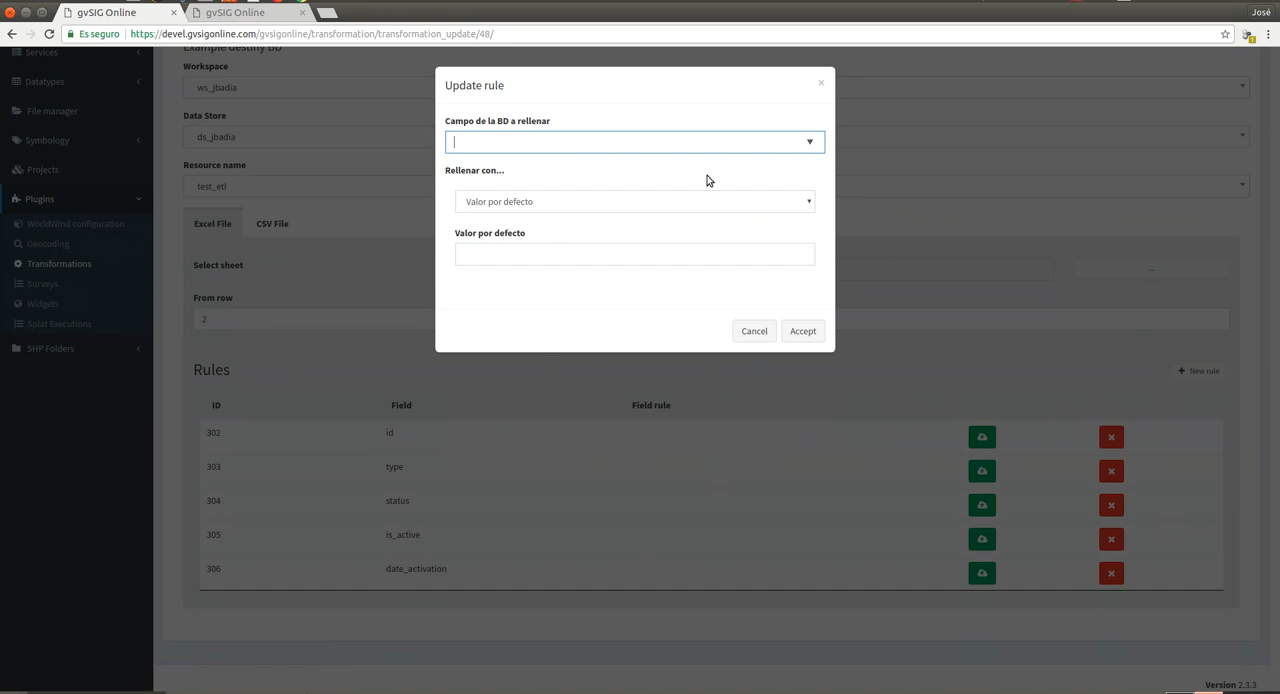 gvSIG Online
gvSIG Online
José
Es seguro
https://devel.gvsigonline.com/gvsigonline/transformation/transformation_update/48/
Services
Datatypes
File manager
Symbology
Projects
Plugins
WorldWind configuration
Geocoding
Transformations
Surveys
Widgets
Splat Executions
SHP Folders
Example destiny BD
Workspace
ws_jbadia
Data Store
ds_jbadia
Resource name
test_etl
Excel File
CSV File
Select sheet
...
From row
2
Update rule
×
Campo de la BD a rellenar
Rellenar con...
Valor por defecto
Valor por defecto
Cancel
Accept
Rules
New rule
ID
Field
Field rule
302
id
303
type
304
status
305
is_active
306
date_activation
Version 2.3.3